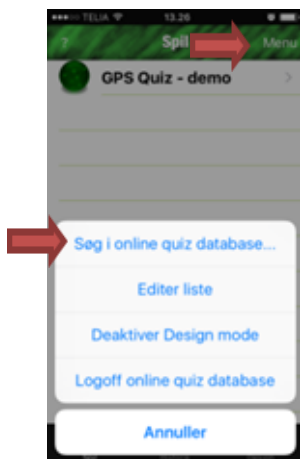 TELIA 13.26
? Spil Menu
GPS Quiz - demo
Søg i online quiz database...
Editer liste
Deaktiver Design mode
Logoff online quiz database
Annuller